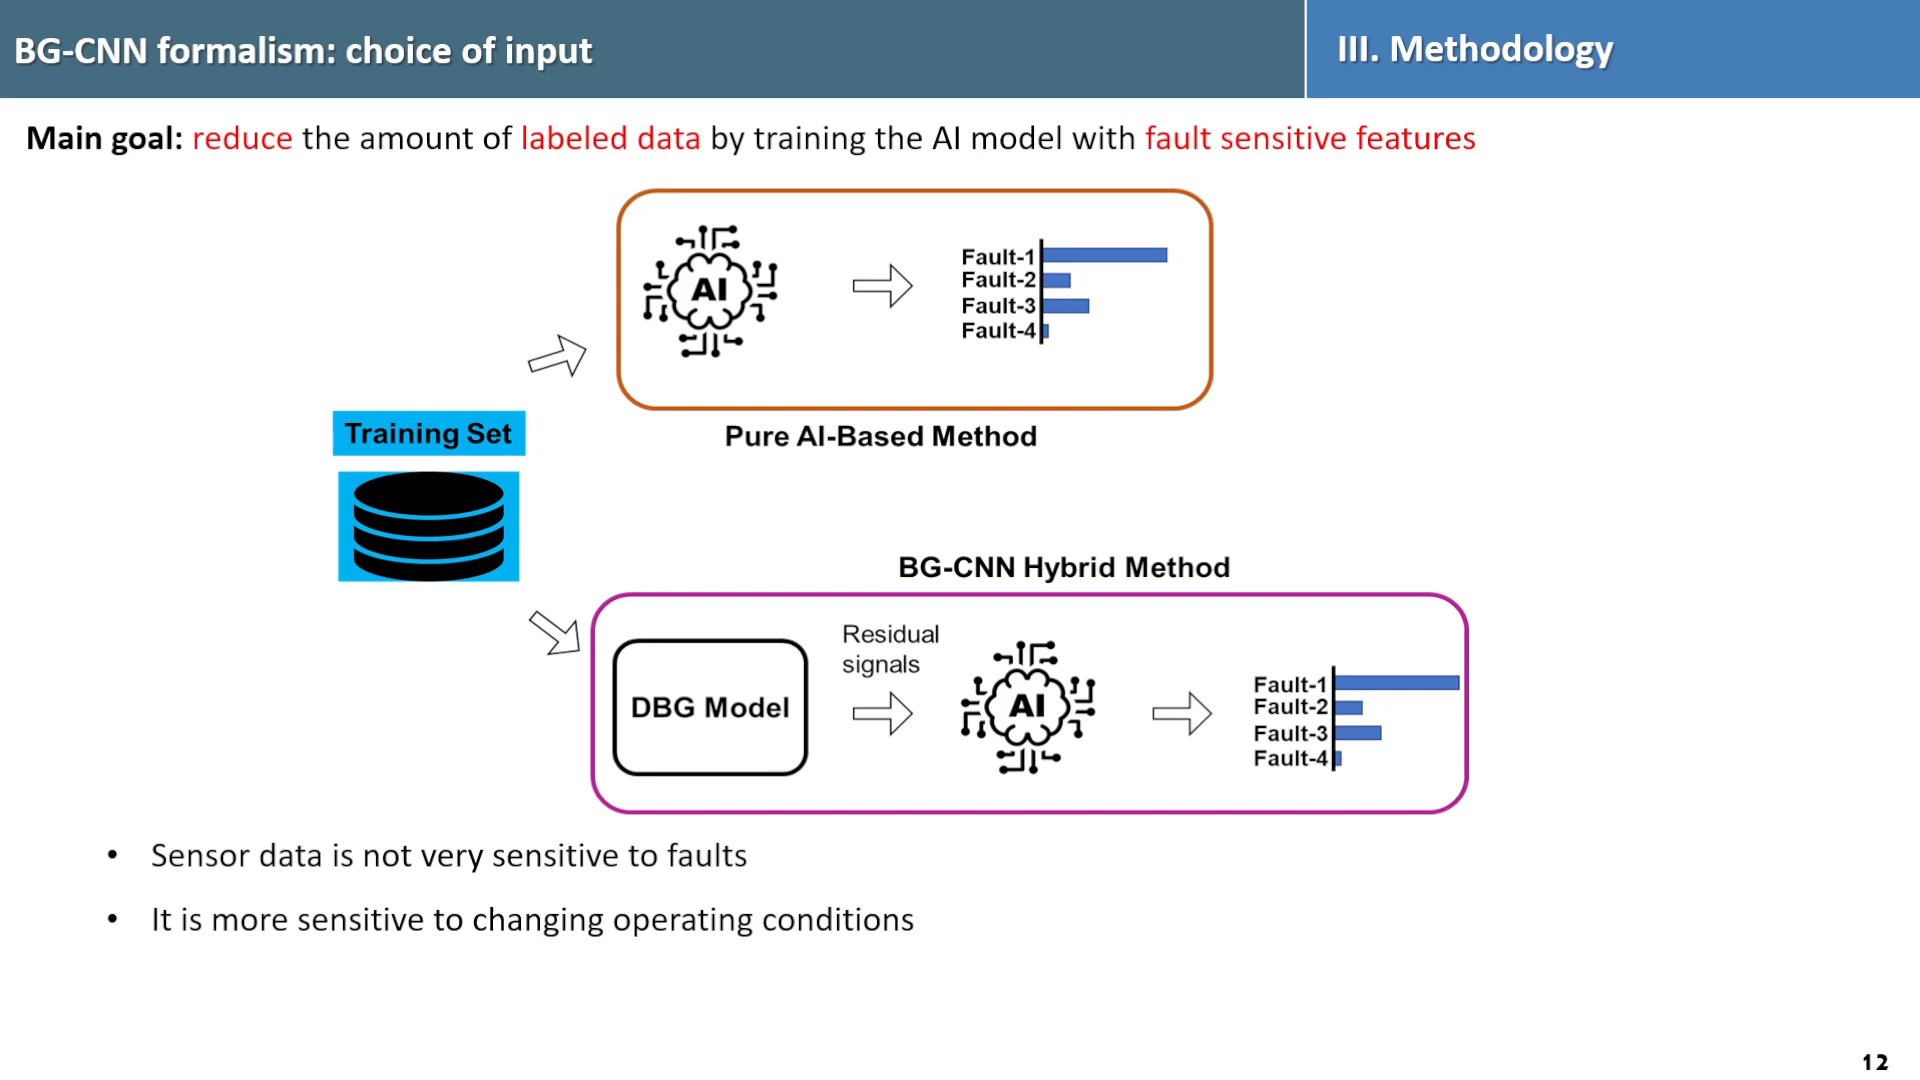 BG-CNN formalism: choice of input
III. Methodology
Main goal: reduce the amount of labeled data by training the AI model with fault sensitive features
AI
Fault-1
Fault-2
Fault-3
Fault-4
Pure AI-Based Method
Training Set
BG-CNN Hybrid Method
DBG Model
Residual
signals
AI
Fault-1
Fault-2
Fault-3
Fault-4
• Sensor data is not very sensitive to faults
• It is more sensitive to changing operating conditions
12